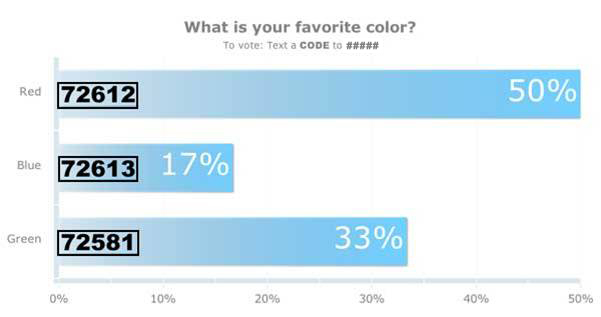 What is your favorite color?
To vote: Text a CODE to #####
Red 72612 50%
Blue 72613 17%
Green 72581 33%
0% 10% 20% 30% 40% 50%